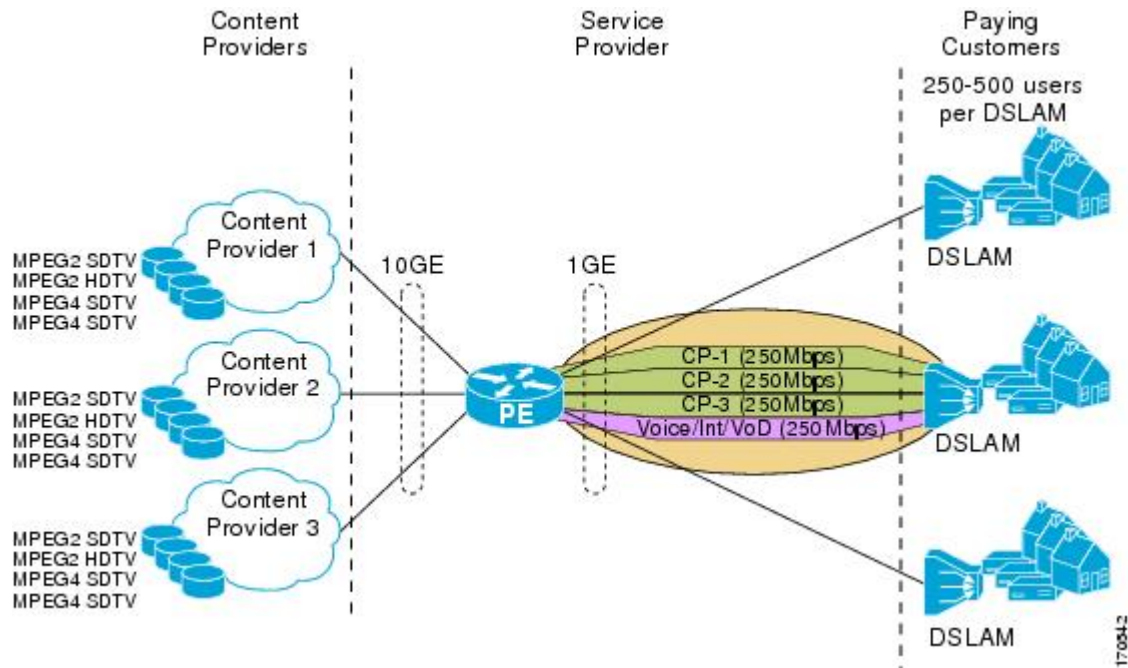 Content
Providers
Service
Provider
Paying
Customers
250-500 users
per DSLAM
Content
Provider 1
MPEG2 SDTV
MPEG2 HDTV
MPEG4 SDTV
MPEG4 SDTV
10GE
1GE
DSLAM
Content
Provider 2
MPEG2 SDTV
MPEG2 HDTV
MPEG4 SDTV
MPEG4 SDTV
PE
CP-1 (250Mbps)
CP-2 (250Mbps)
CP-3 (250Mbps)
Voice/Int/VoD (250Mbps)
DSLAM
Content
Provider 3
MPEG2 SDTV
MPEG2 HDTV
MPEG4 SDTV
MPEG4 SDTV
DSLAM